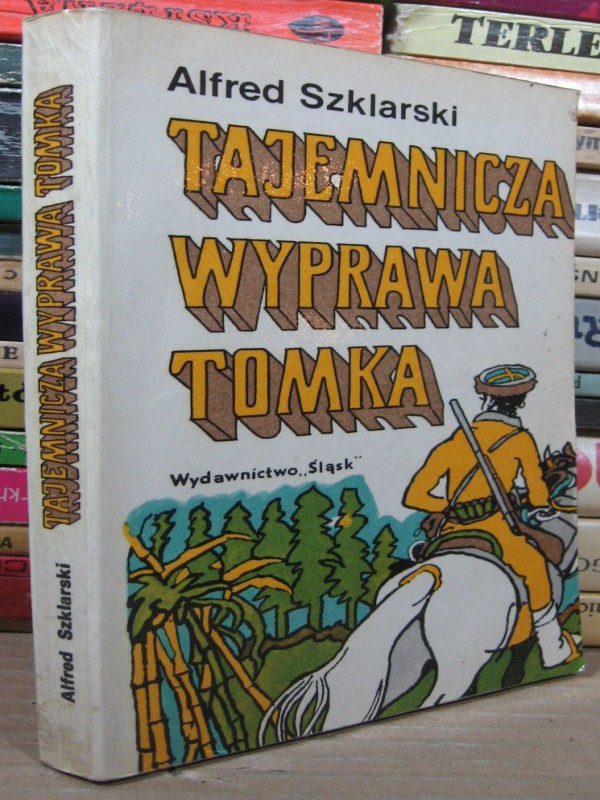 Alfred Szklarski
TAJEMNICZA
WYPRAWA
TOMKA
Wydawnictwo „Śląsk"
Alfred Szklarski TAJEMNICZA WYPRAWA TOMKA
TERLE